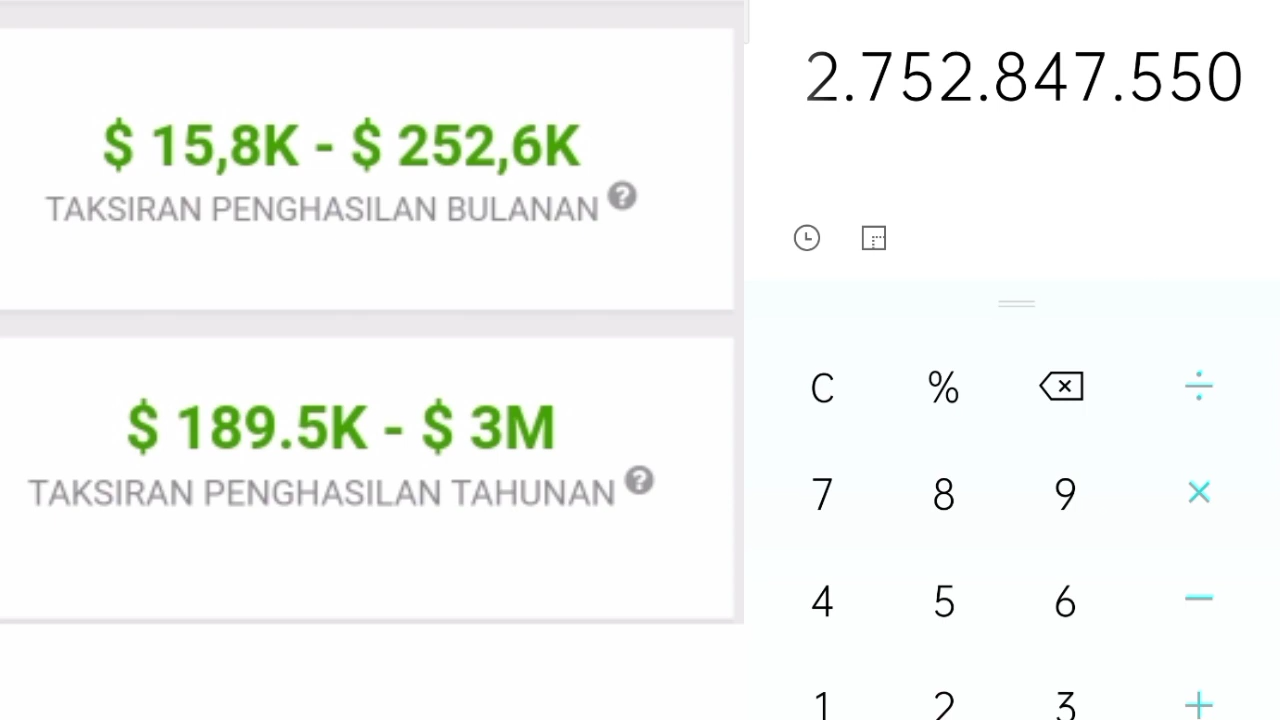 $ 15,8K - $ 252,6K
TAKSIRAN PENGHASILAN BULANAN ?
$ 189.5K - $ 3M
TAKSIRAN PENGHASILAN TAHUNAN ?
2.752.847.550
C % ÷
7 8 9 ×
4 5 6 −
1 2 3 +